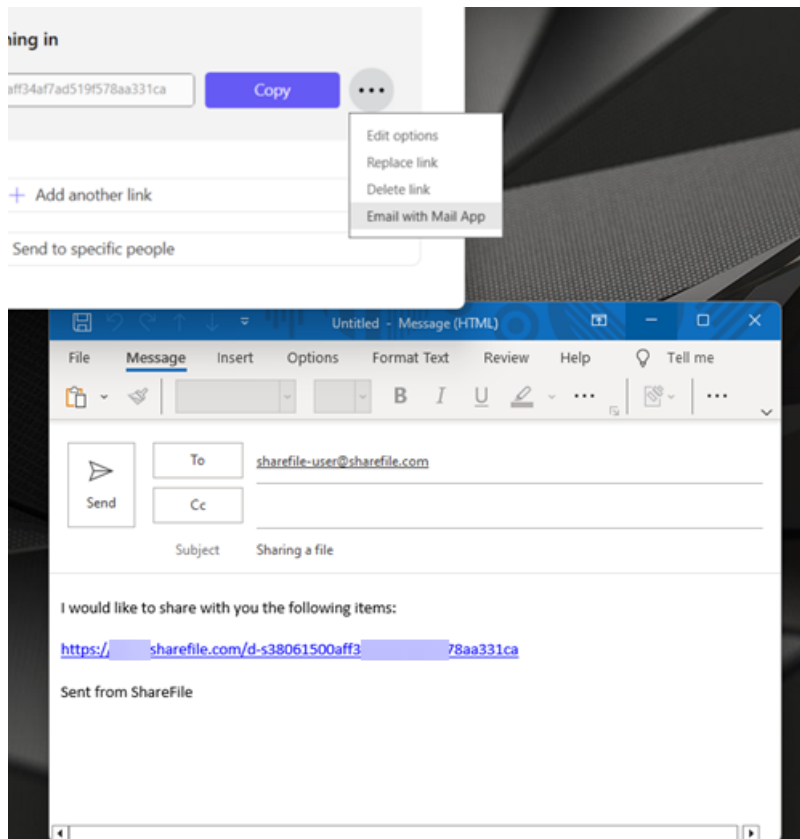 ning in
aff34af7ad519f578aa331ca
Copy
Edit options
Replace link
Delete link
Email with Mail App
+ Add another link
Send to specific people
Untitled - Message (HTML)
File Message Insert Options Format Text Review Help Tell me
B I U
Send
To
sharefile-user@sharefile.com
Cc
Subject
Sharing a file
I would like to share with you the following items:
https:/ sharefile.com/d-s38061500aff3 78aa331ca
Sent from ShareFile